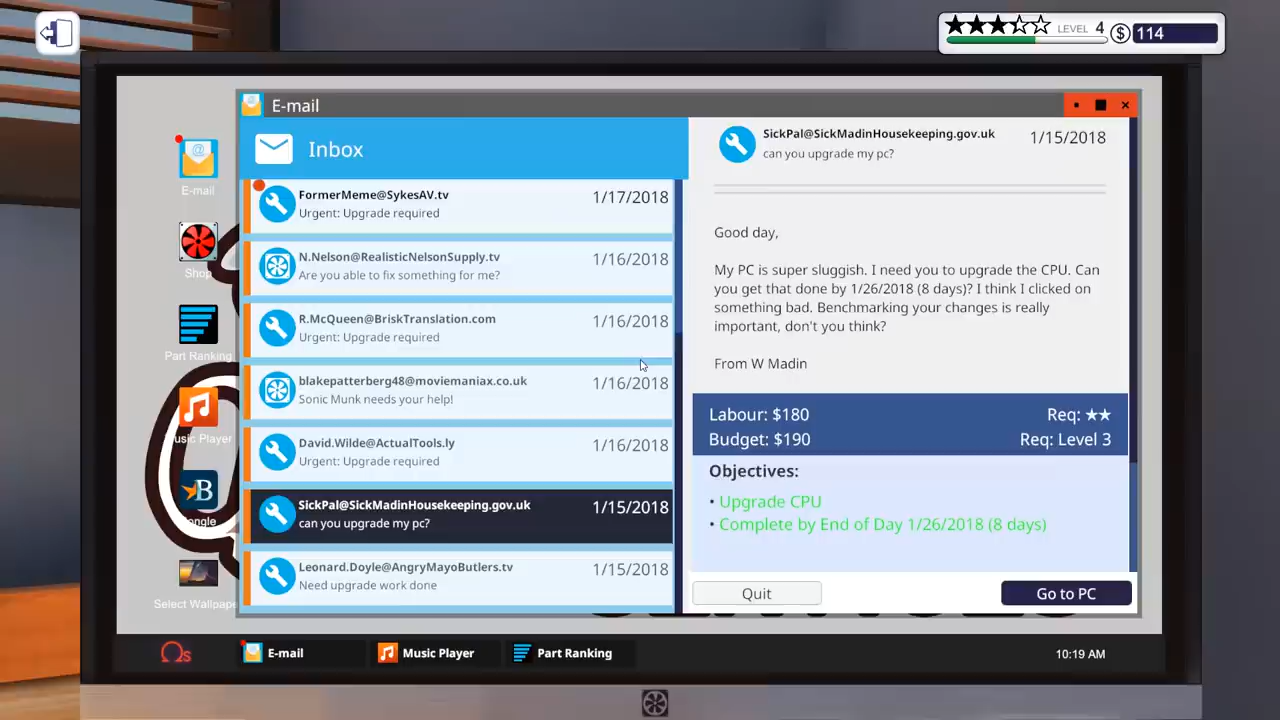 LEVEL 4 $ 114
E-mail
Inbox
FormerMeme@SykesAV.tv 1/17/2018
Urgent: Upgrade required
N.Nelson@RealisticNelsonSupply.tv 1/16/2018
Are you able to fix something for me?
R.McQueen@BriskTranslation.com 1/16/2018
Urgent: Upgrade required
blakepatterberg48@moviemaniax.co.uk 1/16/2018
Sonic Munk needs your help!
David.Wilde@ActualTools.ly 1/16/2018
Urgent: Upgrade required
SickPal@SickMadinHousekeeping.gov.uk 1/15/2018
can you upgrade my pc?
Leonard.Doyle@AngryMayoButlers.tv 1/15/2018
Need upgrade work done
SickPal@SickMadinHousekeeping.gov.uk 1/15/2018
can you upgrade my pc?
Good day,
My PC is super sluggish. I need you to upgrade the CPU. Can
you get that done by 1/26/2018 (8 days)? I think I clicked on
something bad. Benchmarking your changes is really
important, don't you think?
From W Madin
Labour: $180 Req: ★★
Budget: $190 Req: Level 3
Objectives:
• Upgrade CPU
• Complete by End of Day 1/26/2018 (8 days)
Quit Go to PC
E-mail
Shop
Part Ranking
Music Player
B
Select Wallpape
Ωs E-mail Music Player Part Ranking 10:19 AM